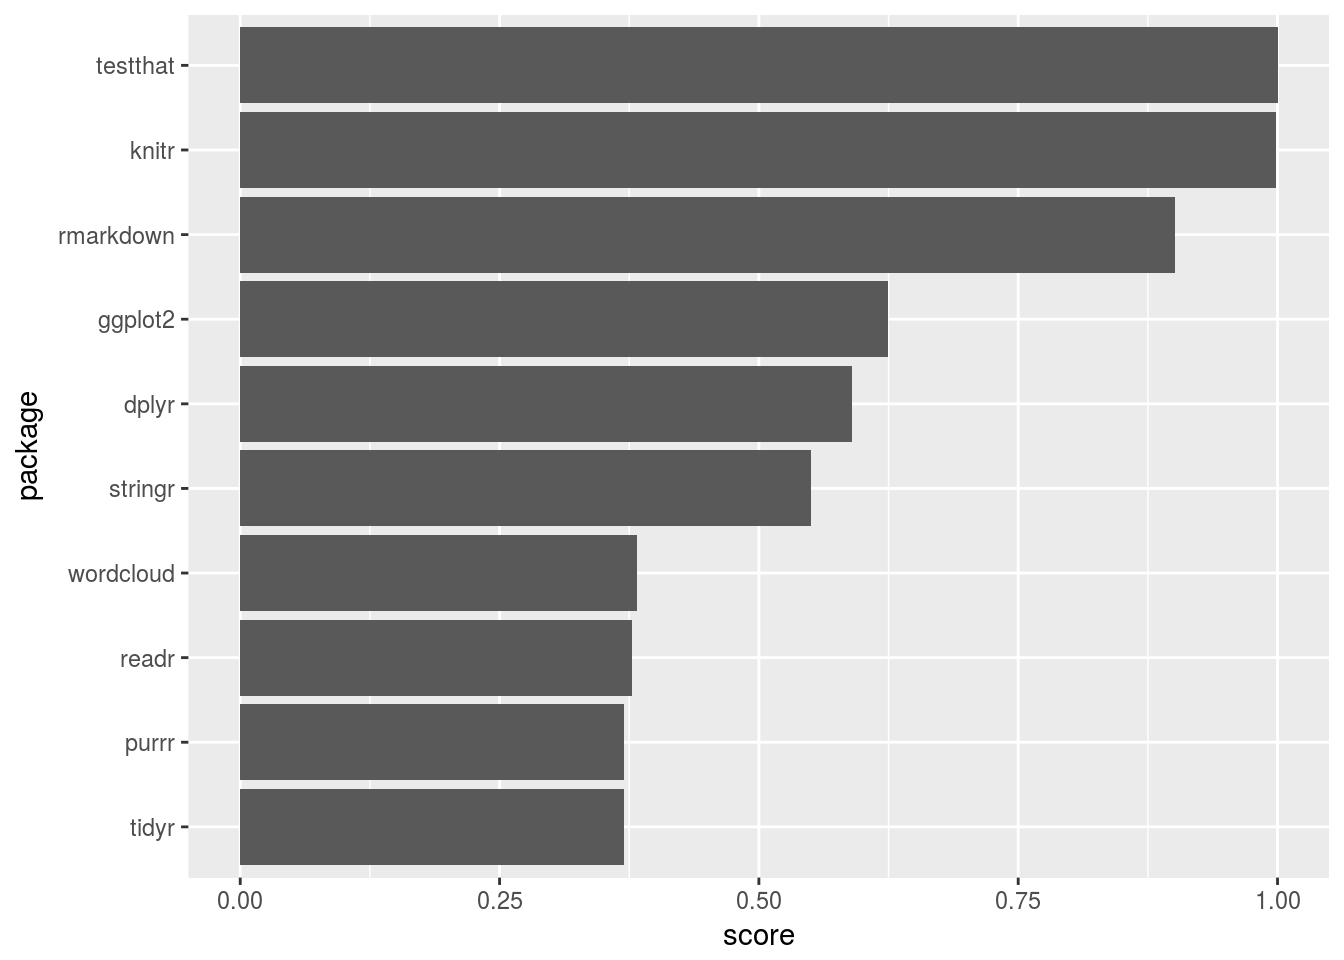 testthat
knitr
rmarkdown
ggplot2
dplyr
stringr
wordcloud
readr
purrr
tidyr
package
0.00 0.25 0.50 0.75 1.00
score